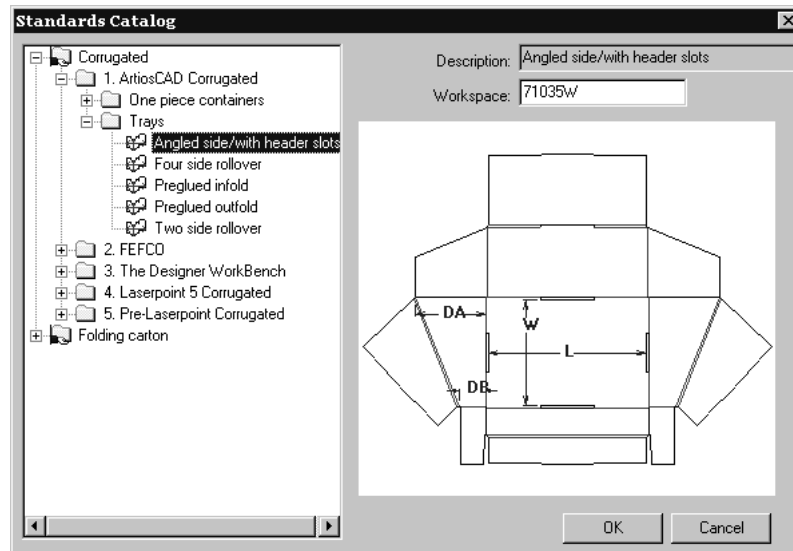 Standards Catalog
Corrugated
1. ArtiosCAD Corrugated
One piece containers
Trays
Angled side/with header slots
Four side rollover
Preglued infold
Preglued outfold
Two side rollover
2. FEFCO
3. The Designer WorkBench
4. Laserpoint 5 Corrugated
5. Pre-Laserpoint Corrugated
Folding carton
Description: Angled side/with header slots
Workspace: 71035W
DA
W
L
DB
OK Cancel